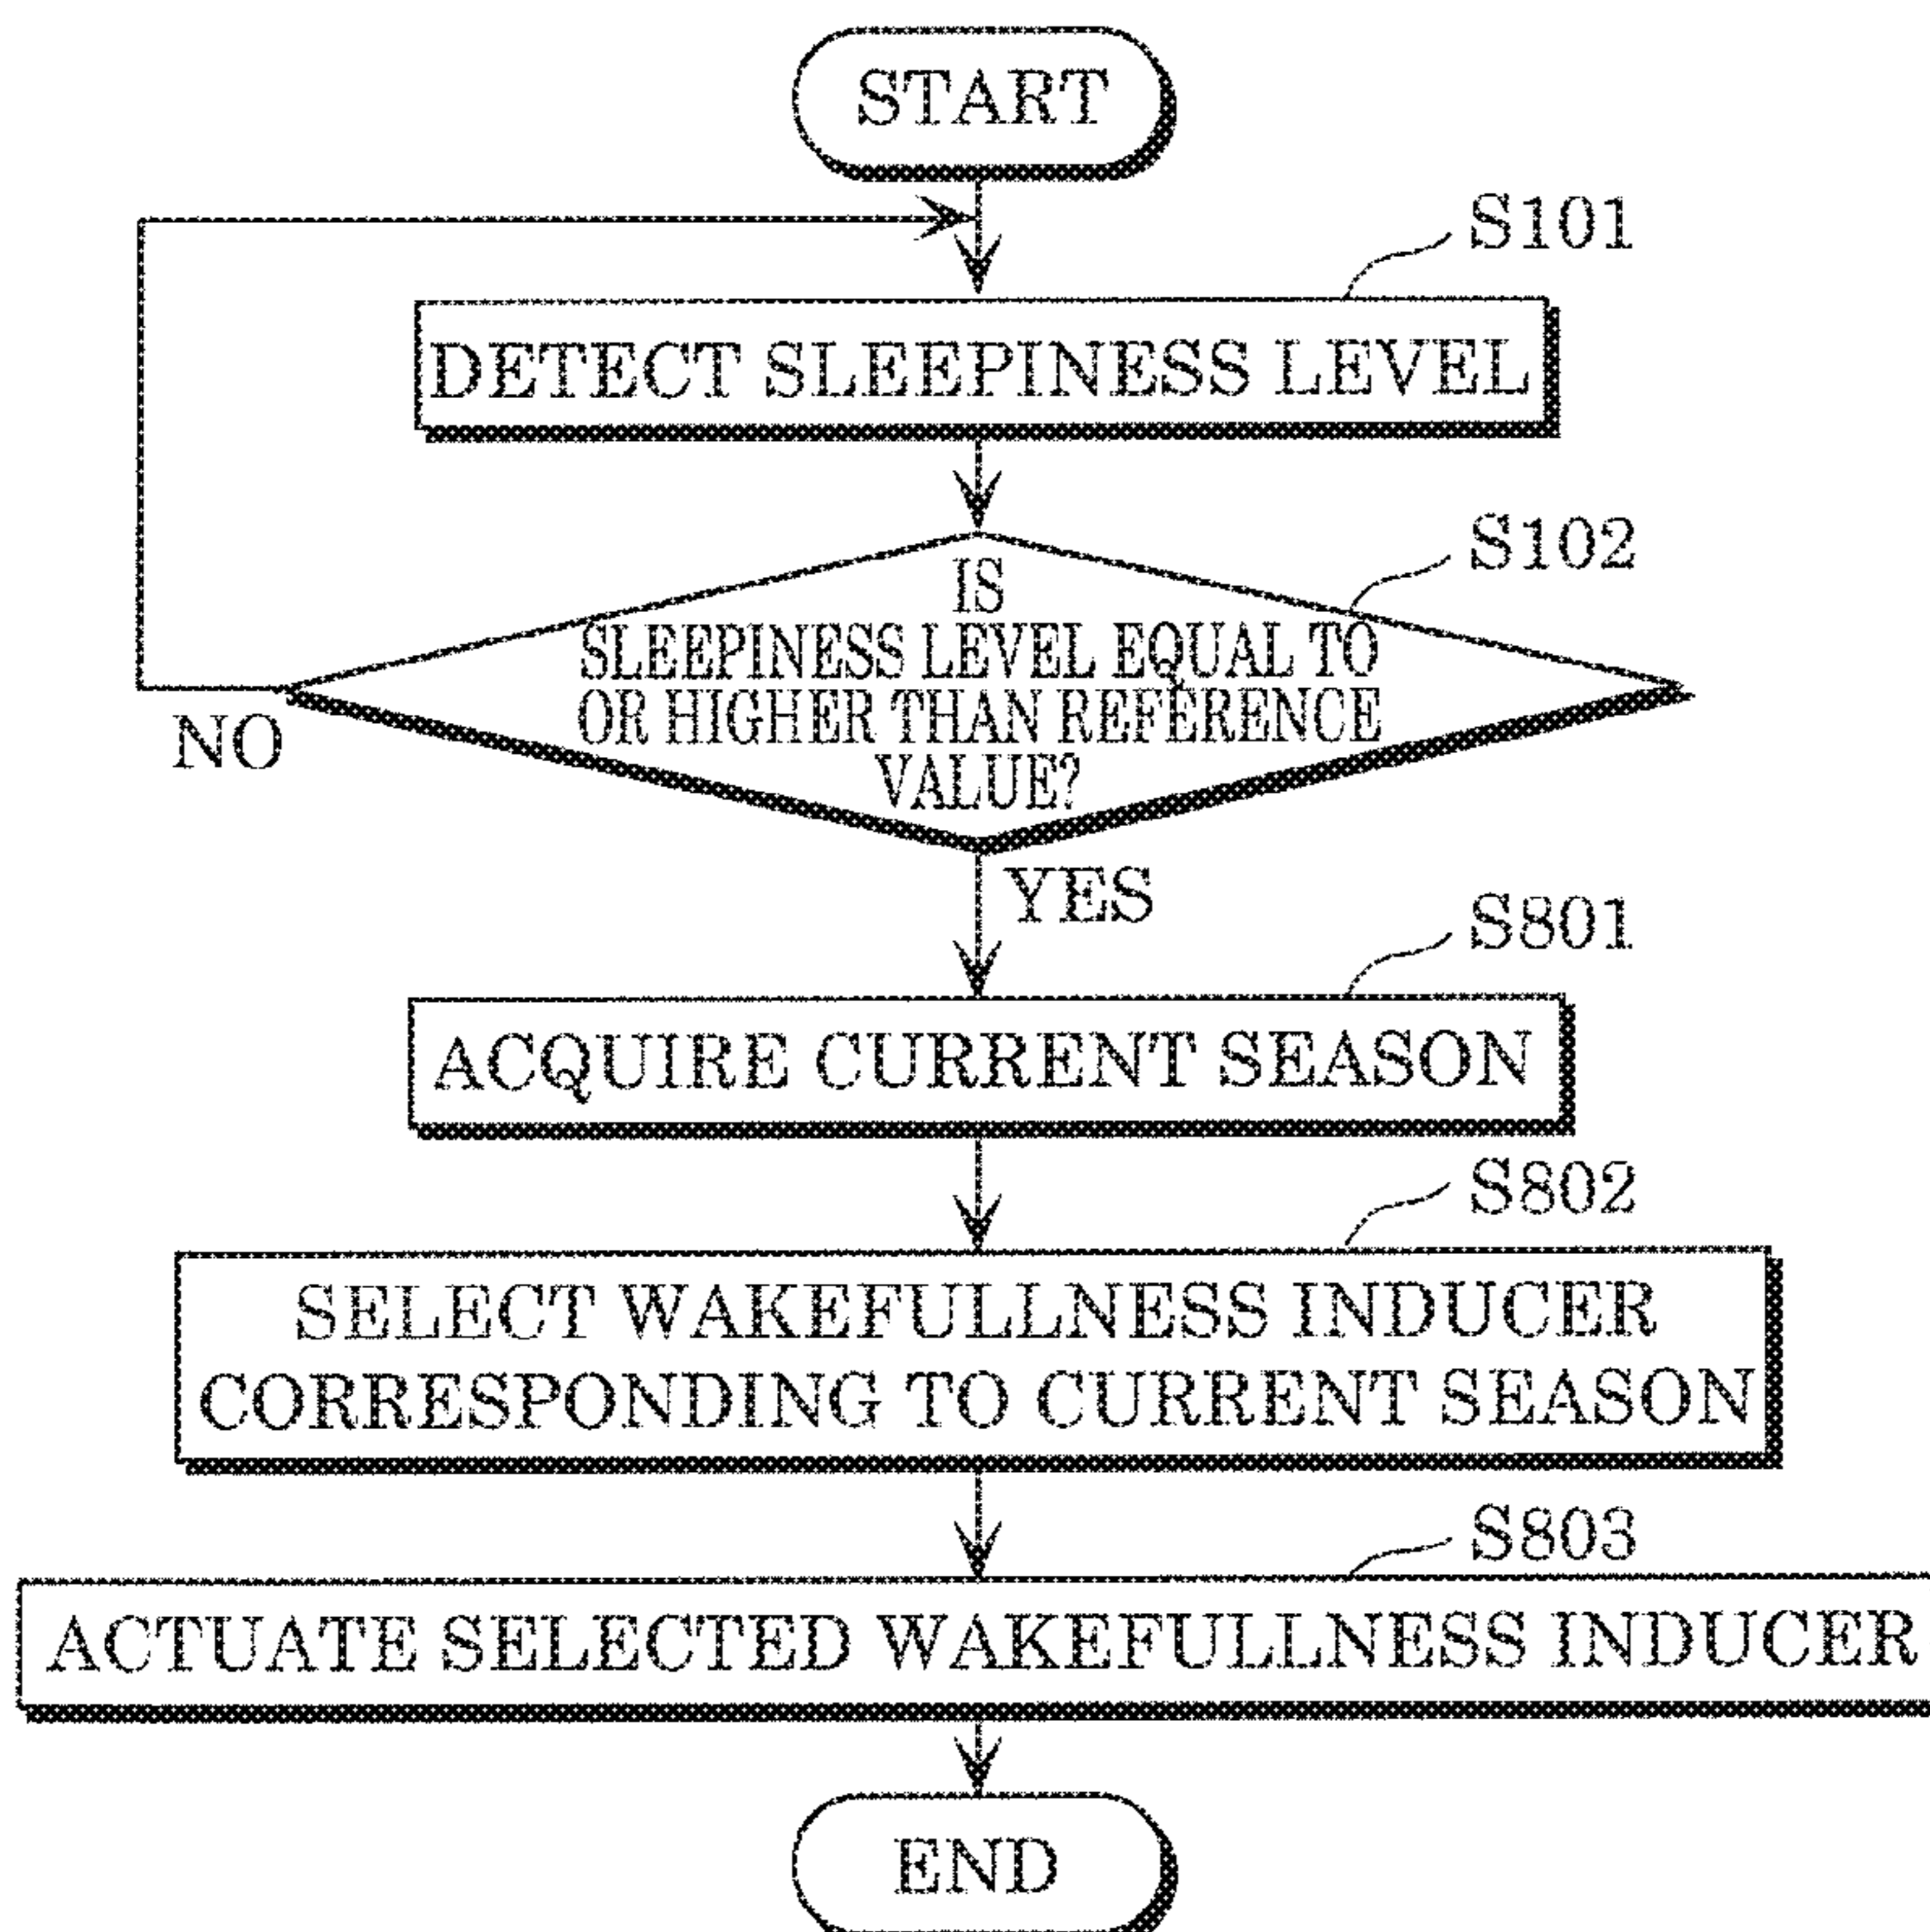 START
S101
DETECT SLEEPINESS LEVEL
S102
IS
SLEEPINESS LEVEL EQUAL TO
OR HIGHER THAN REFERENCE
VALUE?
NO
YES
S801
ACQUIRE CURRENT SEASON
S802
SELECT WAKEFULLNESS INDUCER
CORRESPONDING TO CURRENT SEASON
S803
ACTUATE SELECTED WAKEFULLNESS INDUCER
END